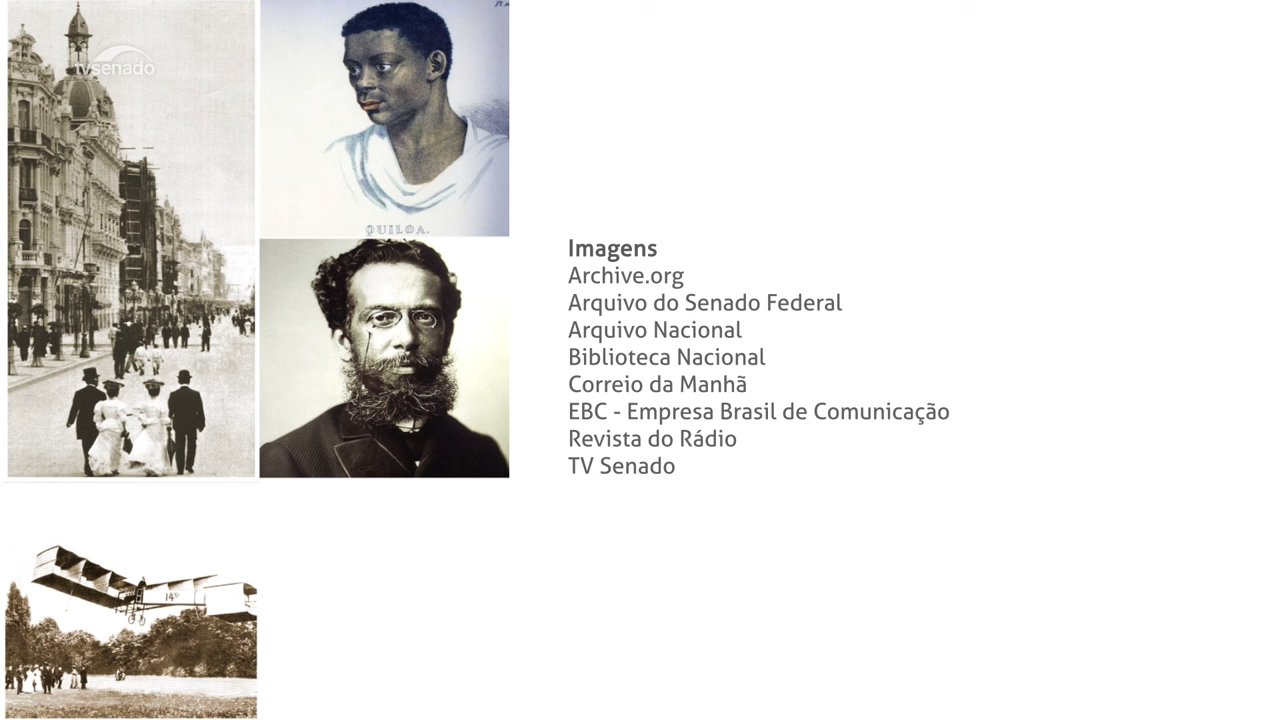 tvsenado
QUILOA.
Imagens
Archive.org
Arquivo do Senado Federal
Arquivo Nacional
Biblioteca Nacional
Correio da Manhã
EBC - Empresa Brasil de Comunicação
Revista do Rádio
TV Senado
14